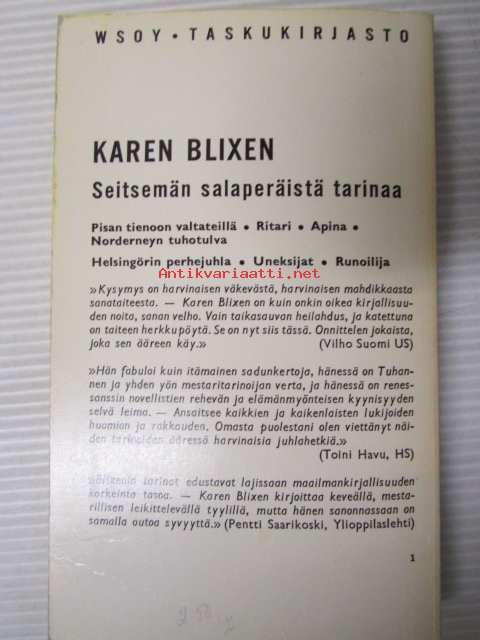 WSOY • TASKUKIRJASTO
KAREN BLIXEN
Seitsemän salaperäistä tarinaa
Pisan tienoon valtateillä • Ritari • Apina •
Norderneyn tuhotulva
Helsingörin perhejuhla • Uneksijat • Runoilija
Antikvariaatti.net
»Kysymys on harvinaisen väkevästä, harvinaisen mahdikkaasta
sanataiteesta. — Karen Blixen on kuin onkin oikea kirjallisuu-
den noita, sanan velho. Vain taikasauvan heilahdus, ja katettuna
on taiteen herkkupöytä. Se on nyt siis tässä. Onnittelen jokaista,
joka sen ääreen käy.» (Vilho Suomi US)
»Hän fabuloi kuin itämainen sadunkertoja, hänessä on Tuhan-
nen ja yhden yön mestaritarinoijan verta, ja hänessä on renes-
sanssin novellistien rehevän ja elämänmyönteisen kyynisyyden
selvä leima. — Ansaitsee kaikkien ja kaikenlaisten lukijoiden
huomion ja rakkauden. Omasta puolestani olen viettänyt näi-
den tarinoiden ääressä harvinaisia juhlahetkiä.»
(Toini Havu, HS)
»Blixenin tarinat edustavat lajissaan maailmankirjallisuuden
korkeinta tasoa. — Karen Blixen kirjoittaa keveällä, mesta-
rillisen leikittelevällä tyylillä, mutta hänen sanonnassaan on
samalla outoa syvyyttä.» (Pentti Saarikoski, Ylioppilaslehti)
1